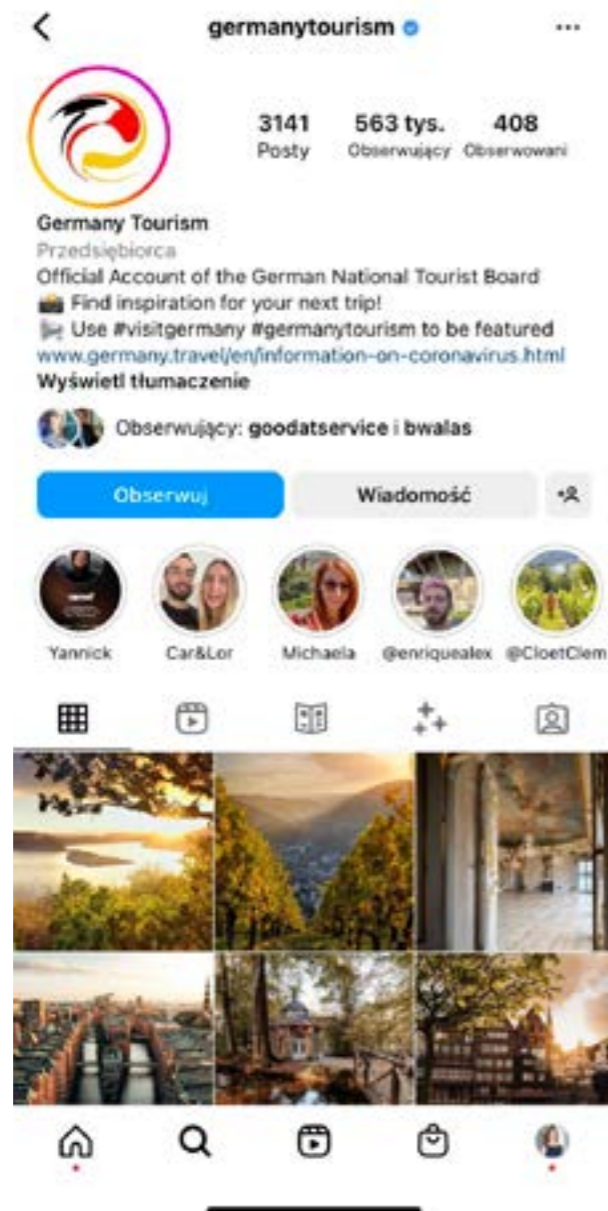 germanytourism
3141 563 tys. 408
Posty Obserwujący Obserwowani
Germany Tourism
Przedsiębiorca
Official Account of the German National Tourist Board
Find inspiration for your next trip!
Use #visitgermany #germanytourism to be featured
www.germany.travel/en/information-on-coronavirus.html
Wyświetl tłumaczenie
Obserwujący: goodatservice i bwalas
Obserwuj Wiadomość
Yannick Car&Lor Michaela @enriquealex @CloetClem